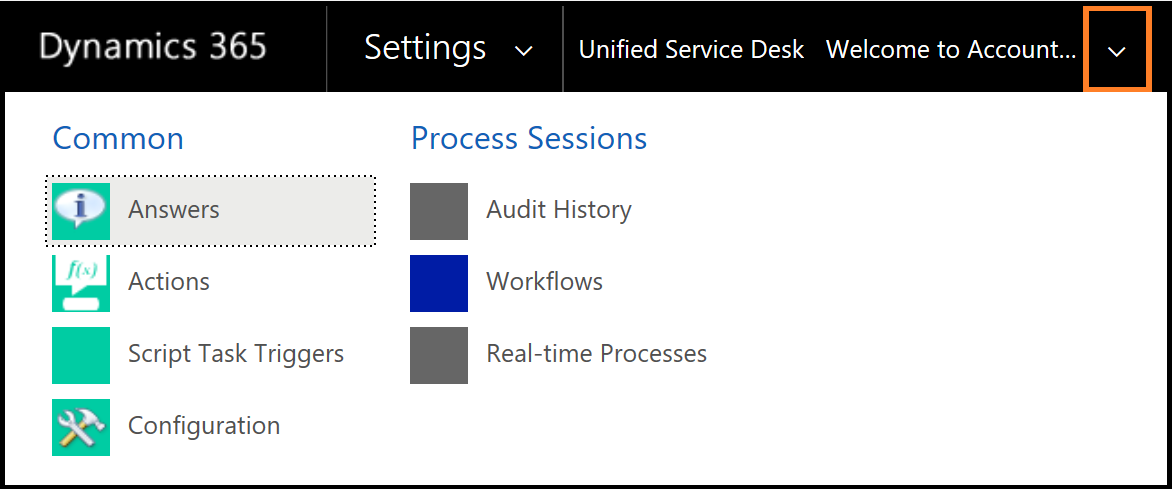 Dynamics 365
Settings
Unified Service Desk
Welcome to Account...
Common
Answers
f(x)
Actions
Script Task Triggers
Configuration
Process Sessions
Audit History
Workflows
Real-time Processes